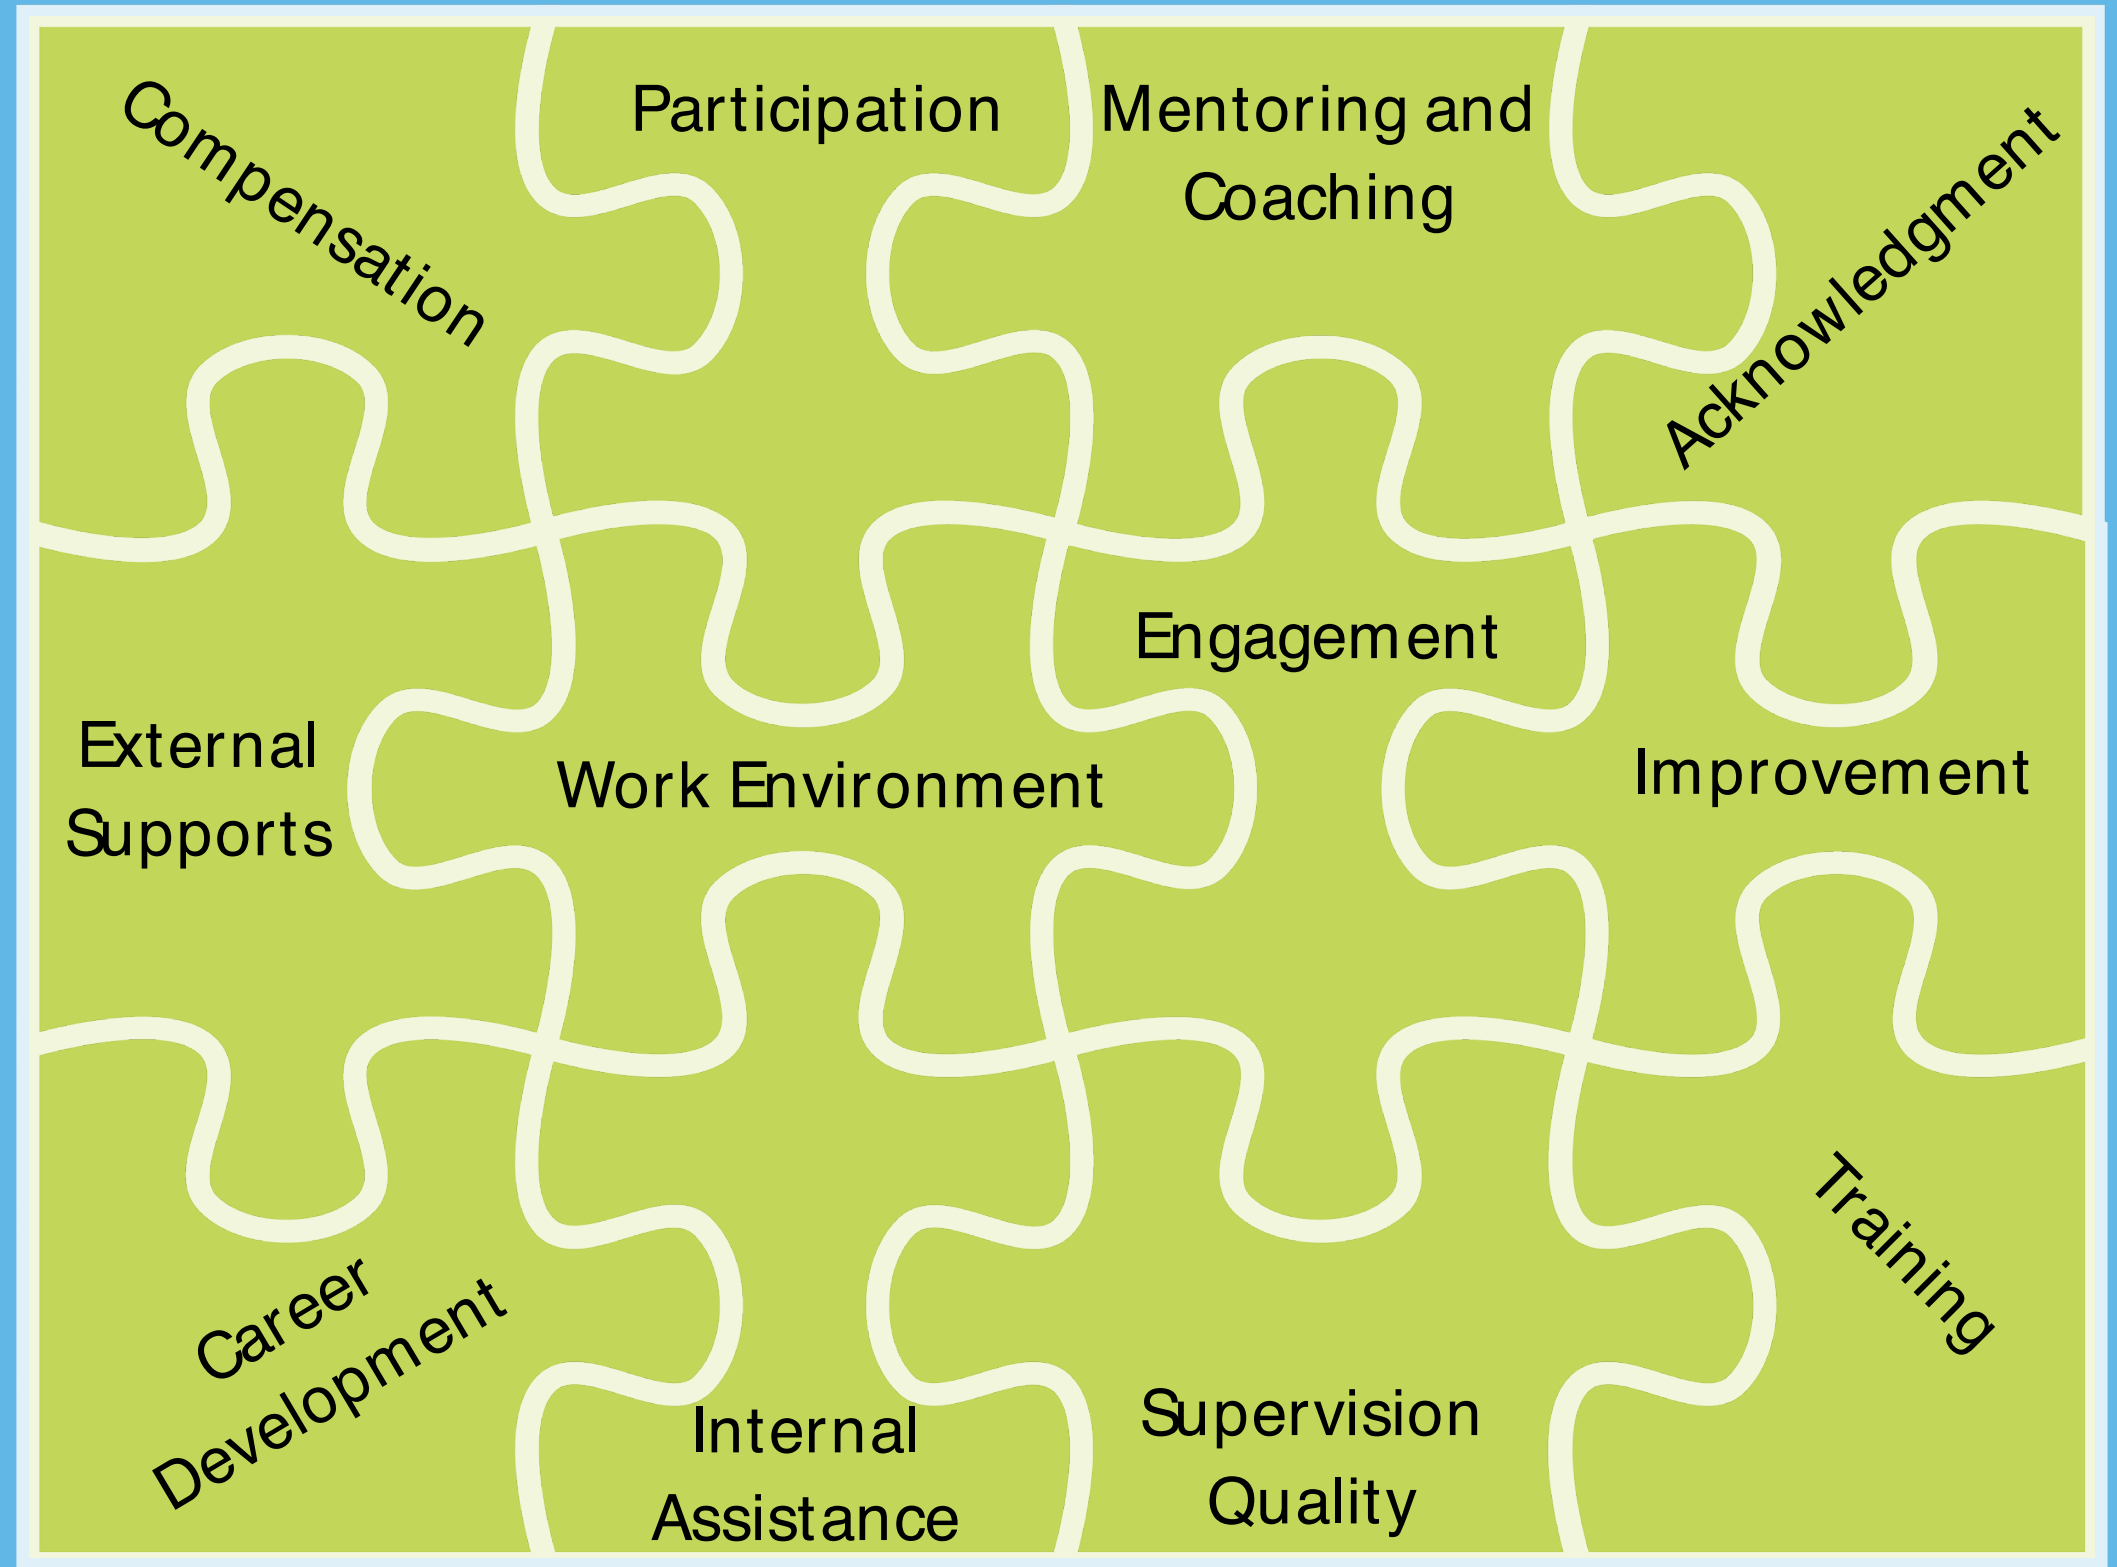 Compensation
Participation
Mentoring and
Coaching
Acknowledgment
External
Supports
Work Environment
Engagement
Improvement
Career
Development
Internal
Assistance
Supervision
Quality
Training